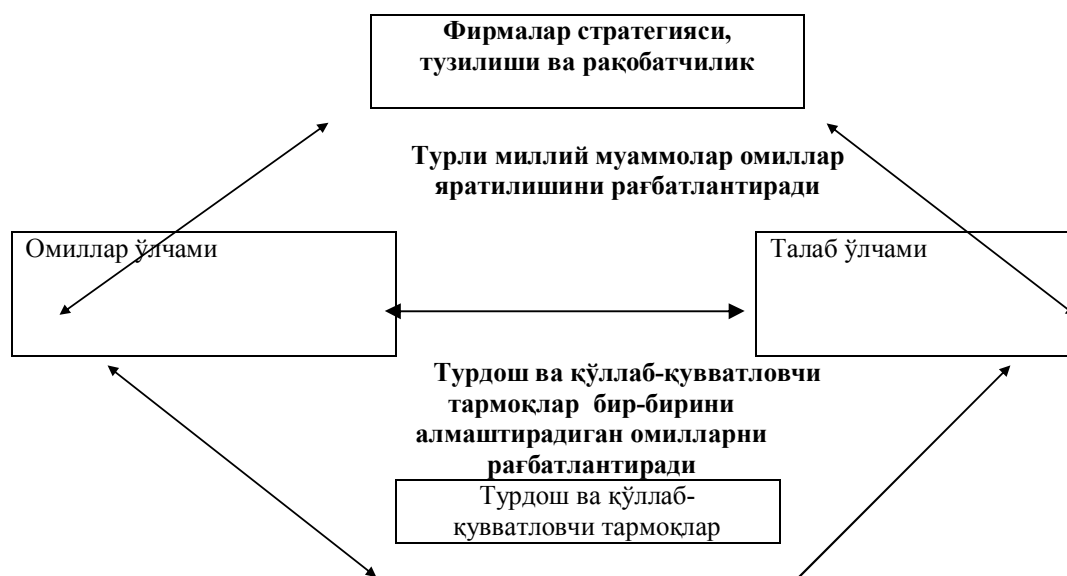 Фирмалар стратегияси,
тузилиши ва рақобатчилик
Турли миллий муаммолар омиллар
яратилишини рағбатлантиради
Омиллар ўлчами
Талаб ўлчами
Турдош ва қўллаб-қувватловчи
тармоқлар бир-бирини
алмаштирадиган омилларни
рағбатлантиради
Турдош ва қўллаб-
қувватловчи тармоқлар